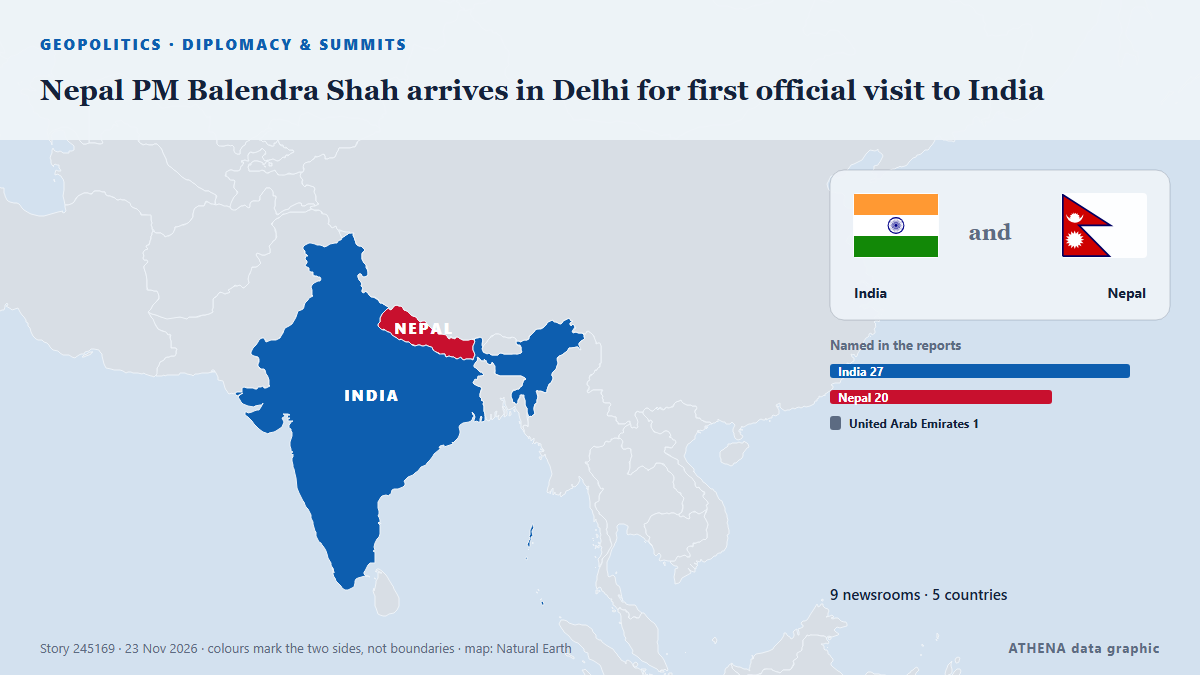 GEOPOLITICS · DIPLOMACY & SUMMITS
Nepal PM Balendra Shah arrives in Delhi for first official visit to India
and
India
Nepal
NEPAL
INDIA
Named in the reports
India 27
Nepal 20
United Arab Emirates 1
9 newsrooms · 5 countries
Story 245169 · 23 Nov 2026 · colours mark the two sides, not boundaries · map: Natural Earth
ATHENA data graphic